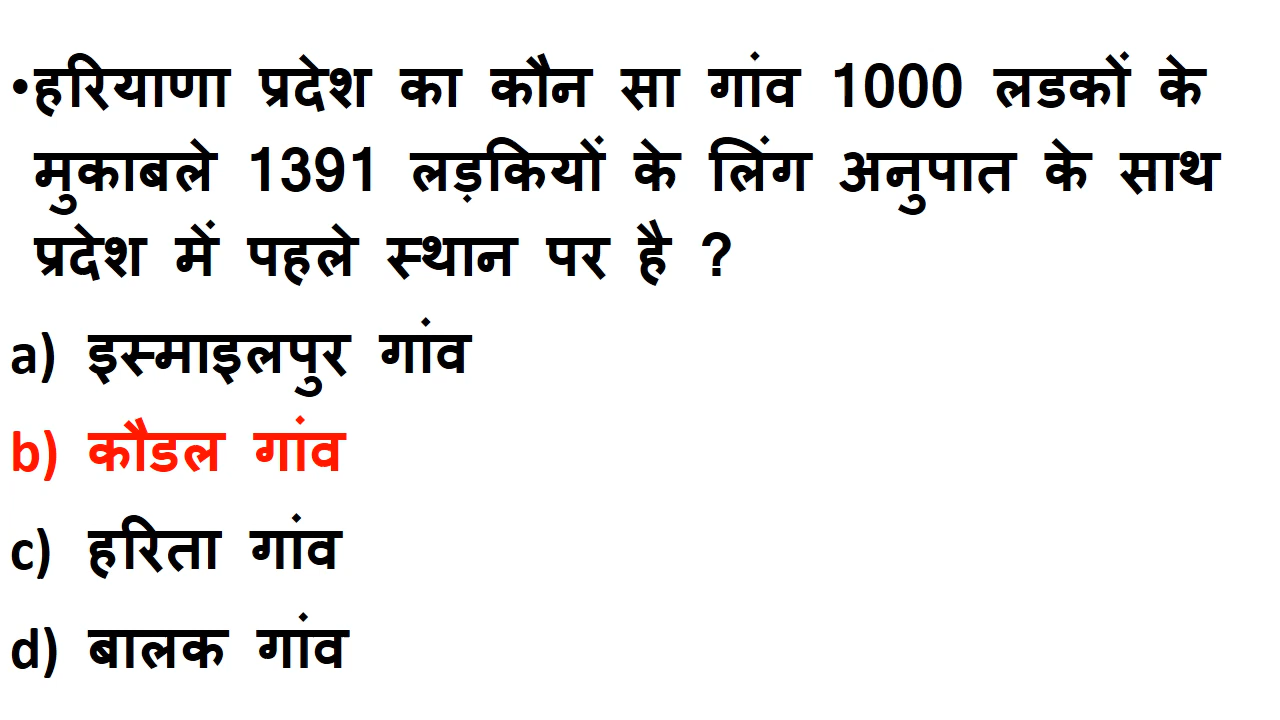 •हरियाणा प्रदेश का कौन सा गांव 1000 लडकों के
मुकाबले 1391 लड़कियों के लिंग अनुपात के साथ
प्रदेश में पहले स्थान पर है ?
a) इस्माइलपुर गांव
b) कौडल गांव
c) हरिता गांव
d) बालक गांव